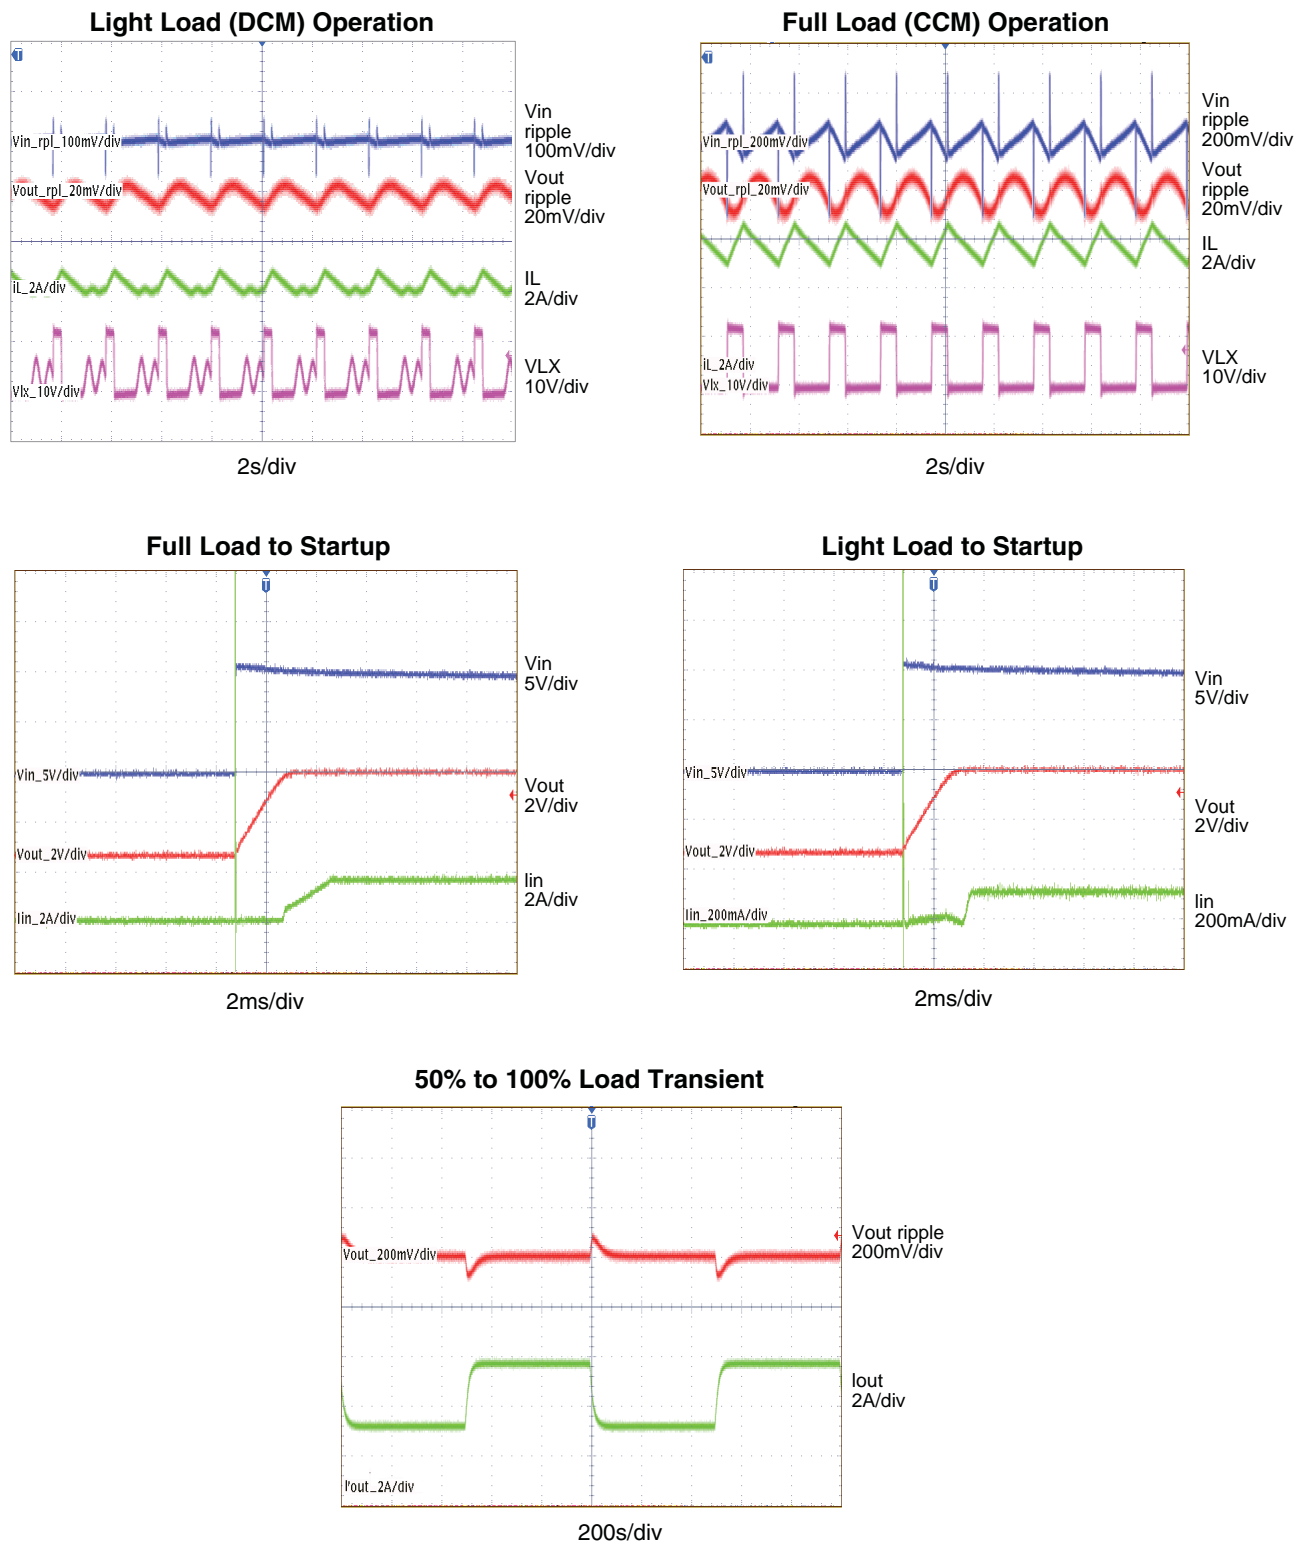 Light Load (DCM) Operation
T
Vin_rpl_100mV/div
Vout_rpl_20mV/div
iL_2A/div
Vlx_10V/div
Vin
ripple
100mV/div
Vout
ripple
20mV/div
IL
2A/div
VLX
10V/div
2s/div
Full Load (CCM) Operation
T
Vin_rpl_200mV/div
Vout_rpl_20mV/div
iL_2A/div
Vlx_10V/div
Vin
ripple
200mV/div
Vout
ripple
20mV/div
IL
2A/div
VLX
10V/div
2s/div
Full Load to Startup
T
Vin_5V/div
Vout_2V/div
Iin_2A/div
Vin
5V/div
Vout
2V/div
Iin
2A/div
2ms/div
Light Load to Startup
T
Vin_5V/div
Vout_2V/div
Iin_200mA/div
Vin
5V/div
Vout
2V/div
Iin
200mA/div
2ms/div
50% to 100% Load Transient
T
Vout_200mV/div
I'out_2A/div
Vout ripple
200mV/div
Iout
2A/div
200s/div